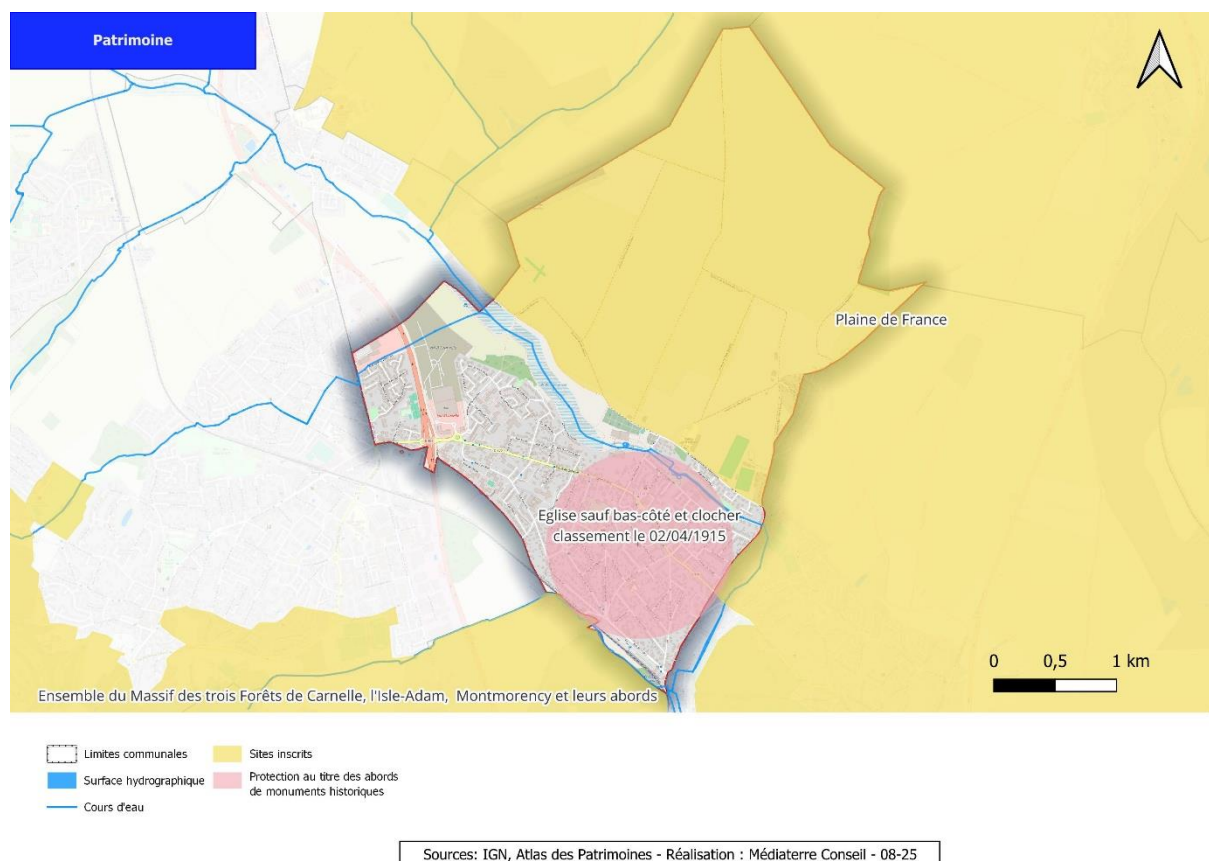 Patrimoine
Plaine de France
Eglise sauf bas-côté et clocher
classement le 02/04/1915
0 0,5 1 km
Ensemble du Massif des trois Forêts de Carnelle, l'Isle-Adam, Montmorency et leurs abords
Limites communales
Sites inscrits
Surface hydrographique
Protection au titre des abords
de monuments historiques
Cours d'eau
Sources: IGN, Atlas des Patrimoines - Réalisation : Médiaterre Conseil - 08-25